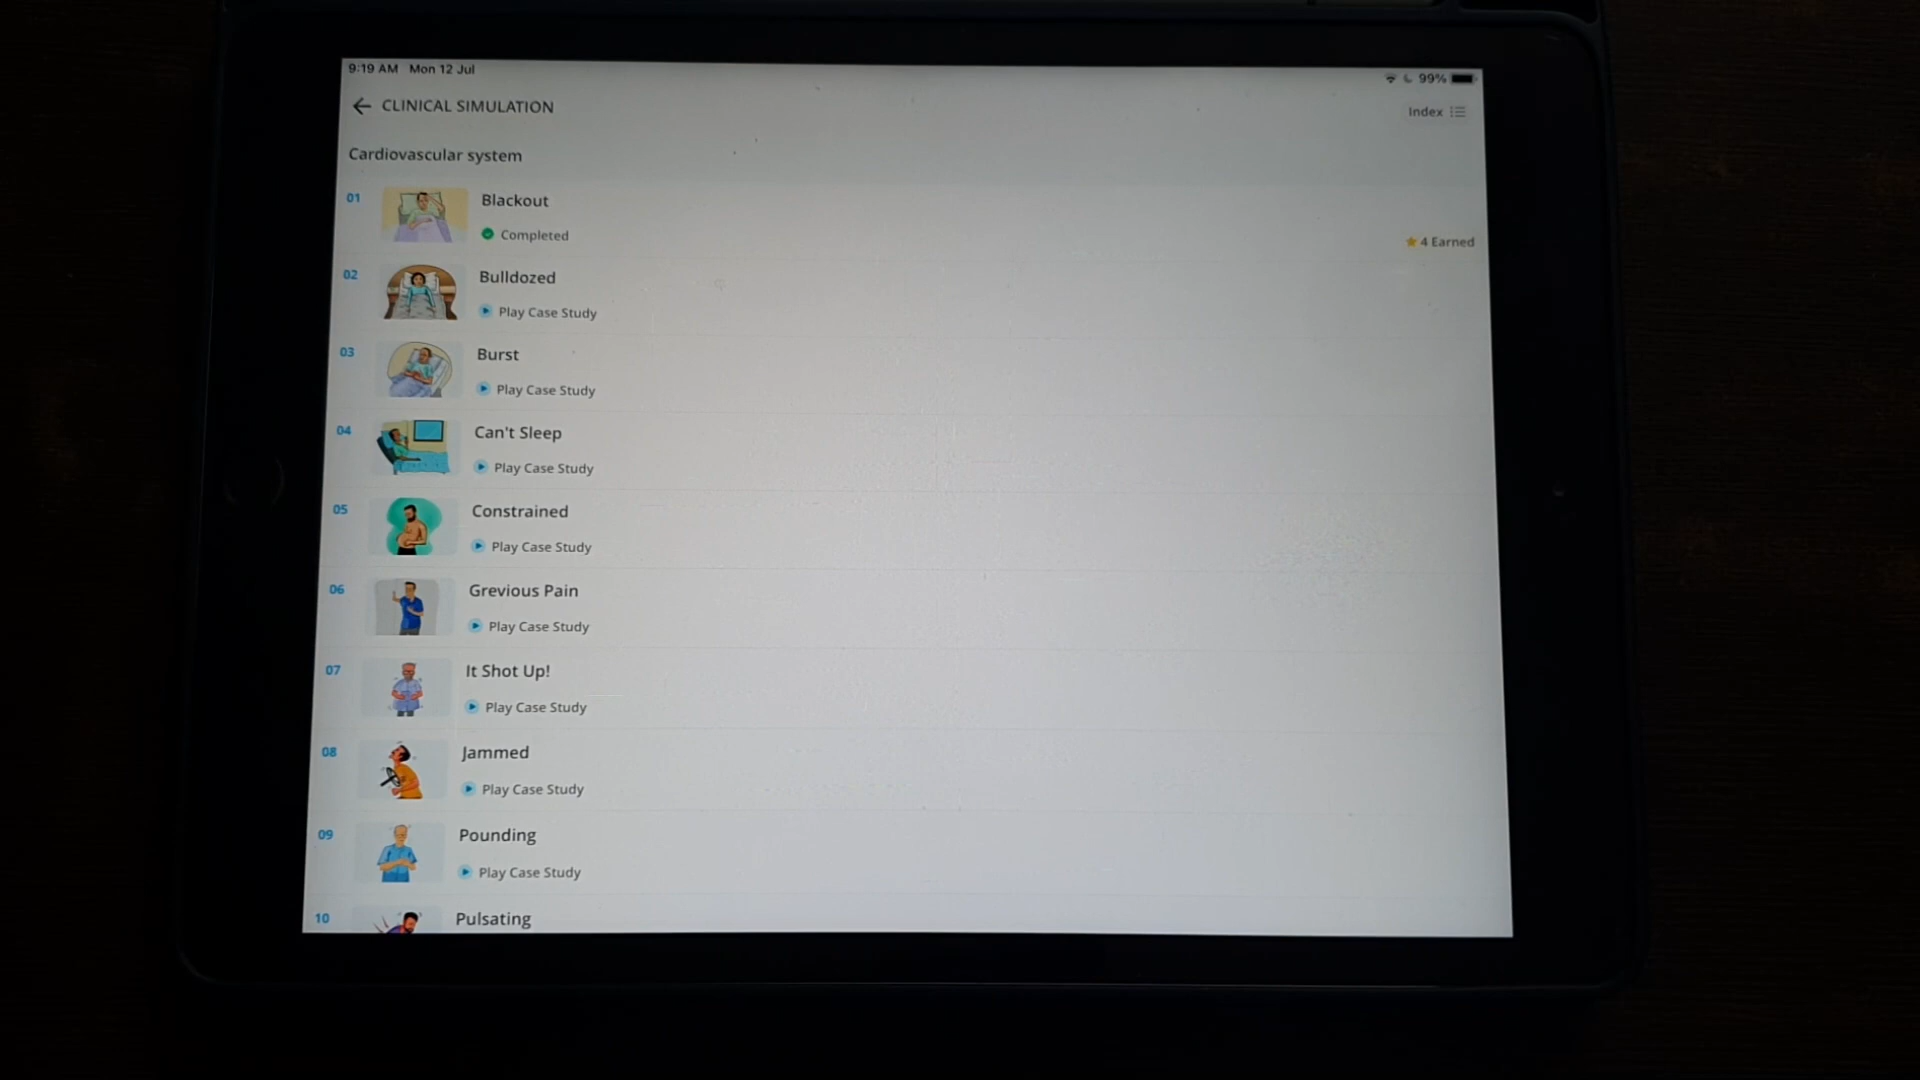 9:19 AM Mon 12 Jul
99%
CLINICAL SIMULATION
Index
Cardiovascular system
01
Blackout
Completed
4 Earned
02
Bulldozed
Play Case Study
03
Burst
Play Case Study
04
Can't Sleep
Play Case Study
05
Constrained
Play Case Study
06
Grevious Pain
Play Case Study
07
It Shot Up!
Play Case Study
08
Jammed
Play Case Study
09
Pounding
Play Case Study
10
Pulsating